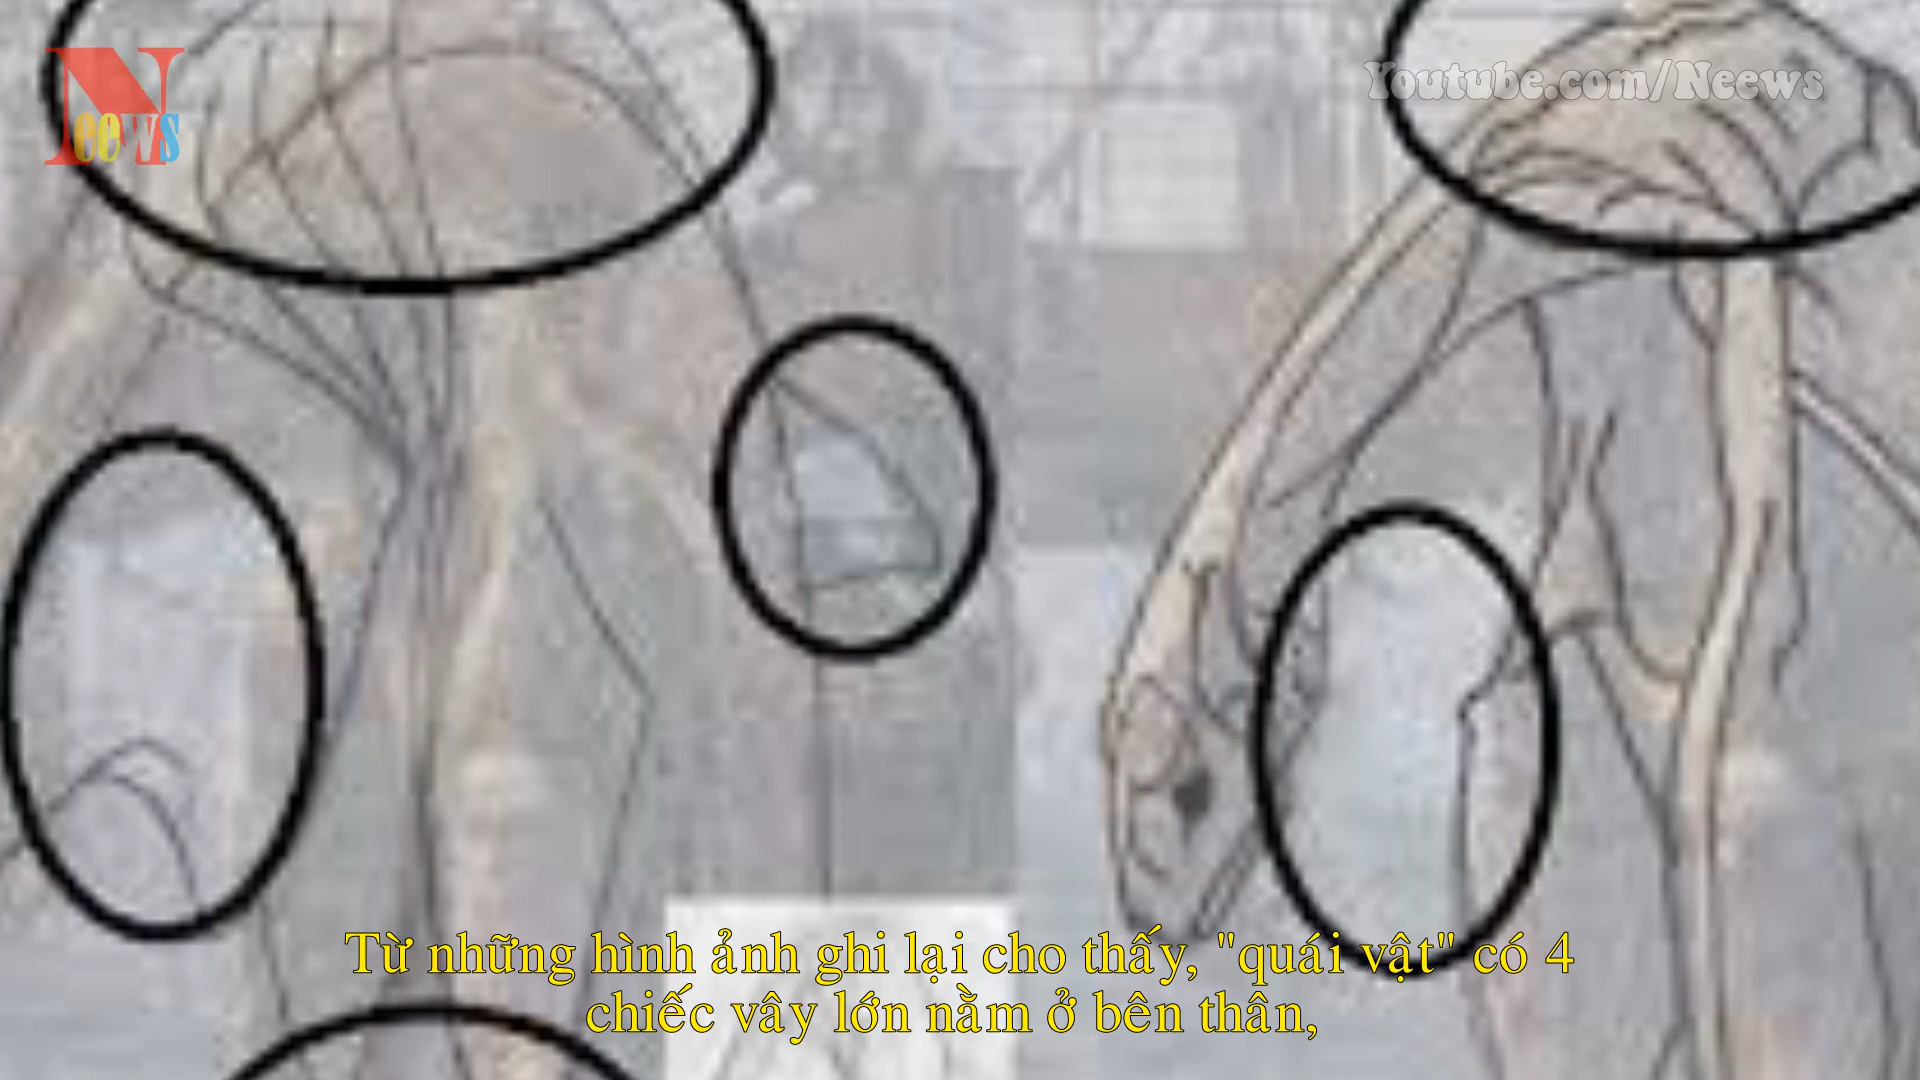 Neews
Youtube.com/Neews
Từ những hình ảnh ghi lại cho thấy, "quái vật" có 4
chiếc vây lớn nằm ở bên thân,